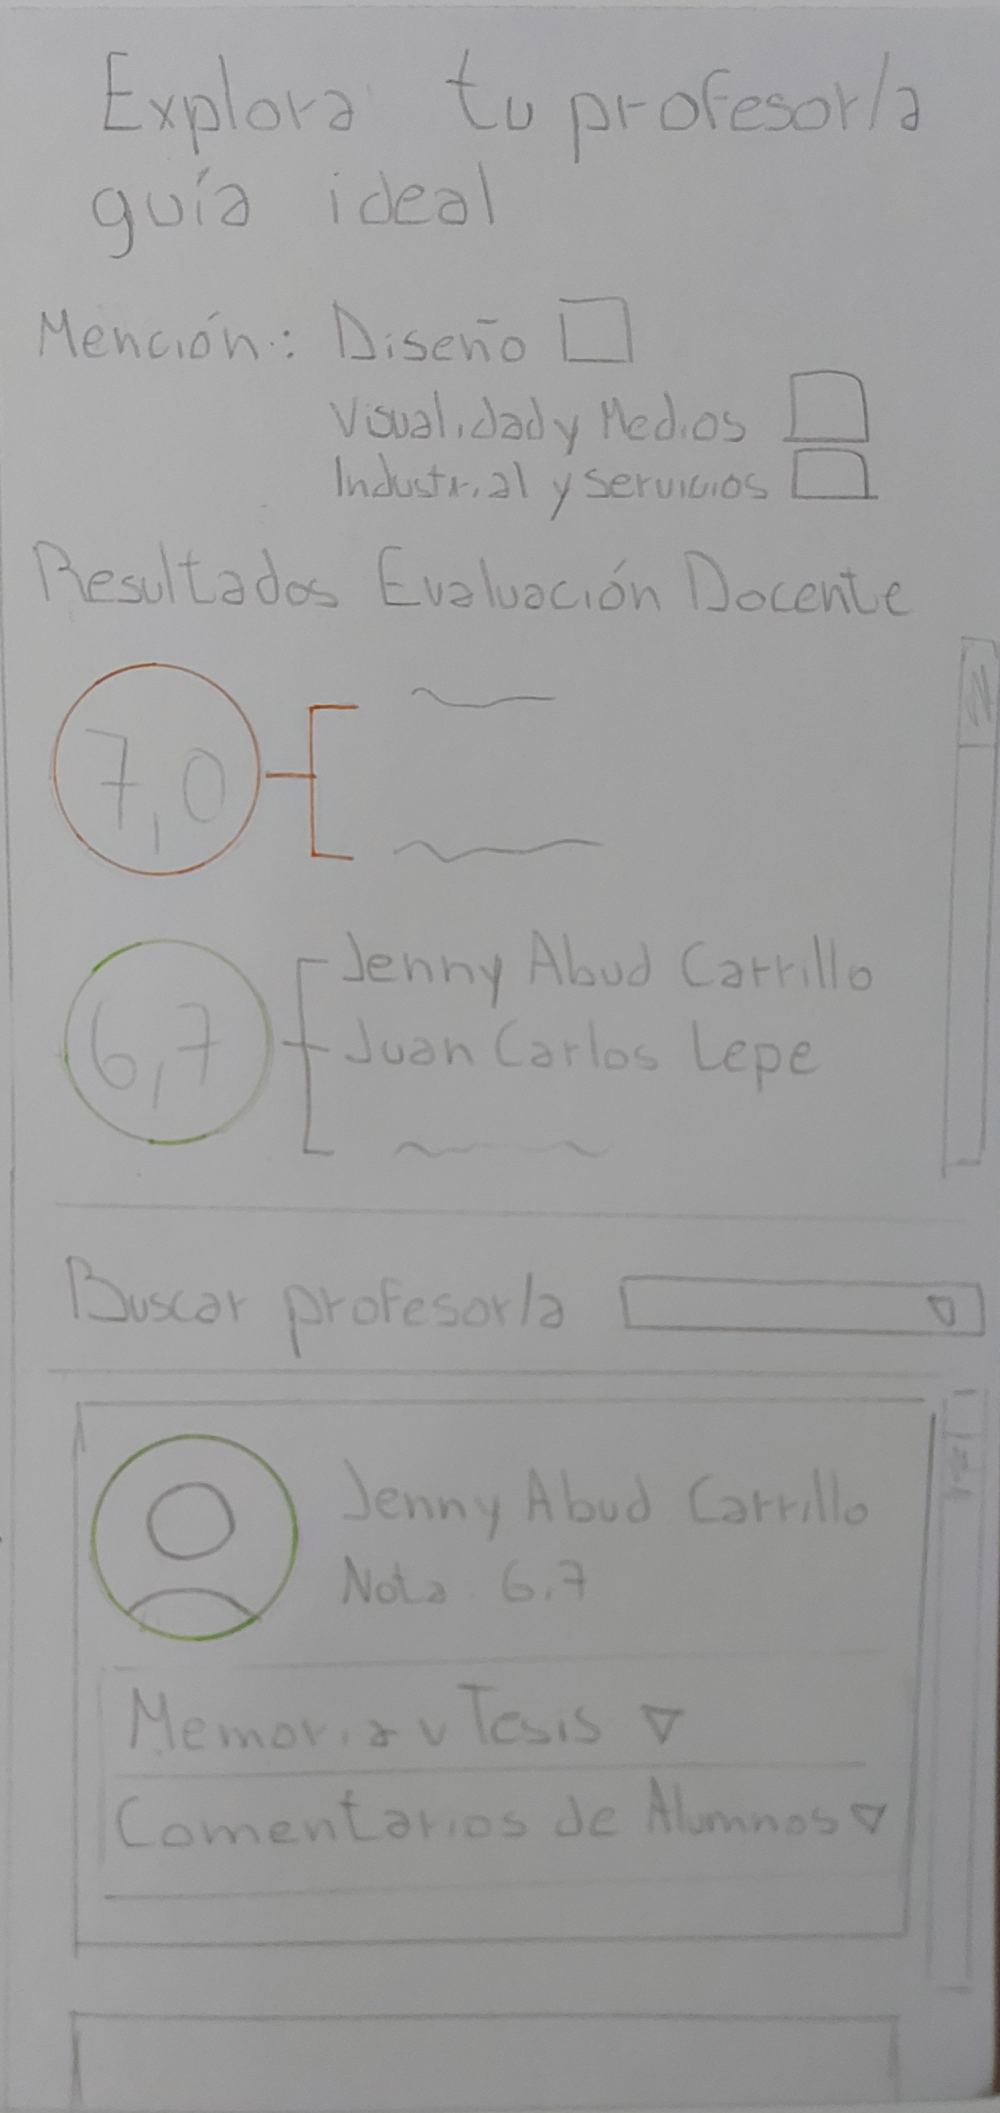 Explora tu profesor/a
guía ideal
Mención: Diseño
Visualidad y Medios
Industrial y servicios
Resultados Evaluación Docente
7,0
6,7
Jenny Abud Carrillo
Juan Carlos Lepe
Buscar profesor/a
Jenny Abud Carrillo
Nota 6.7
Memoria y Tesis
Comentarios de Alumnos